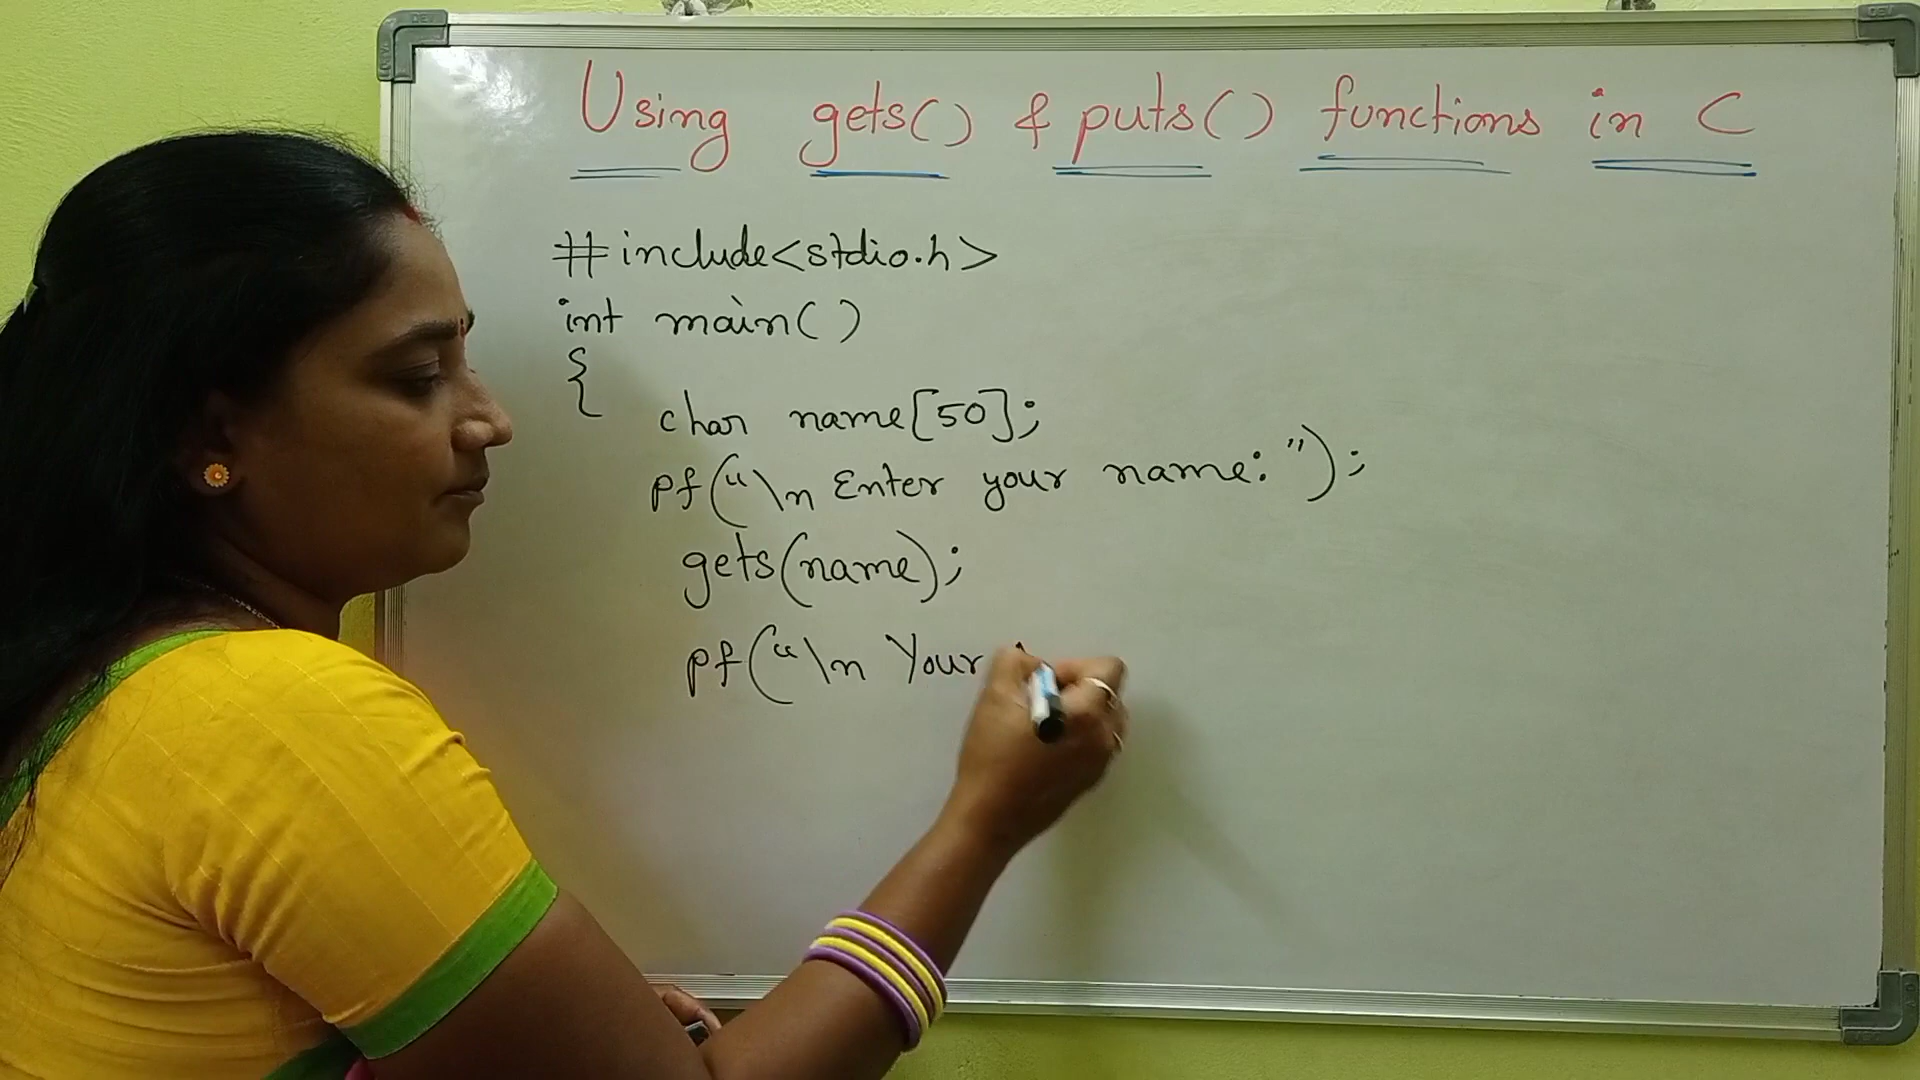 Using gets() & puts() functions in C
#include<stdio.h>
int main()
{
char name[50];
pf("\n Enter your name: ");
gets(name);
pf("\n Your